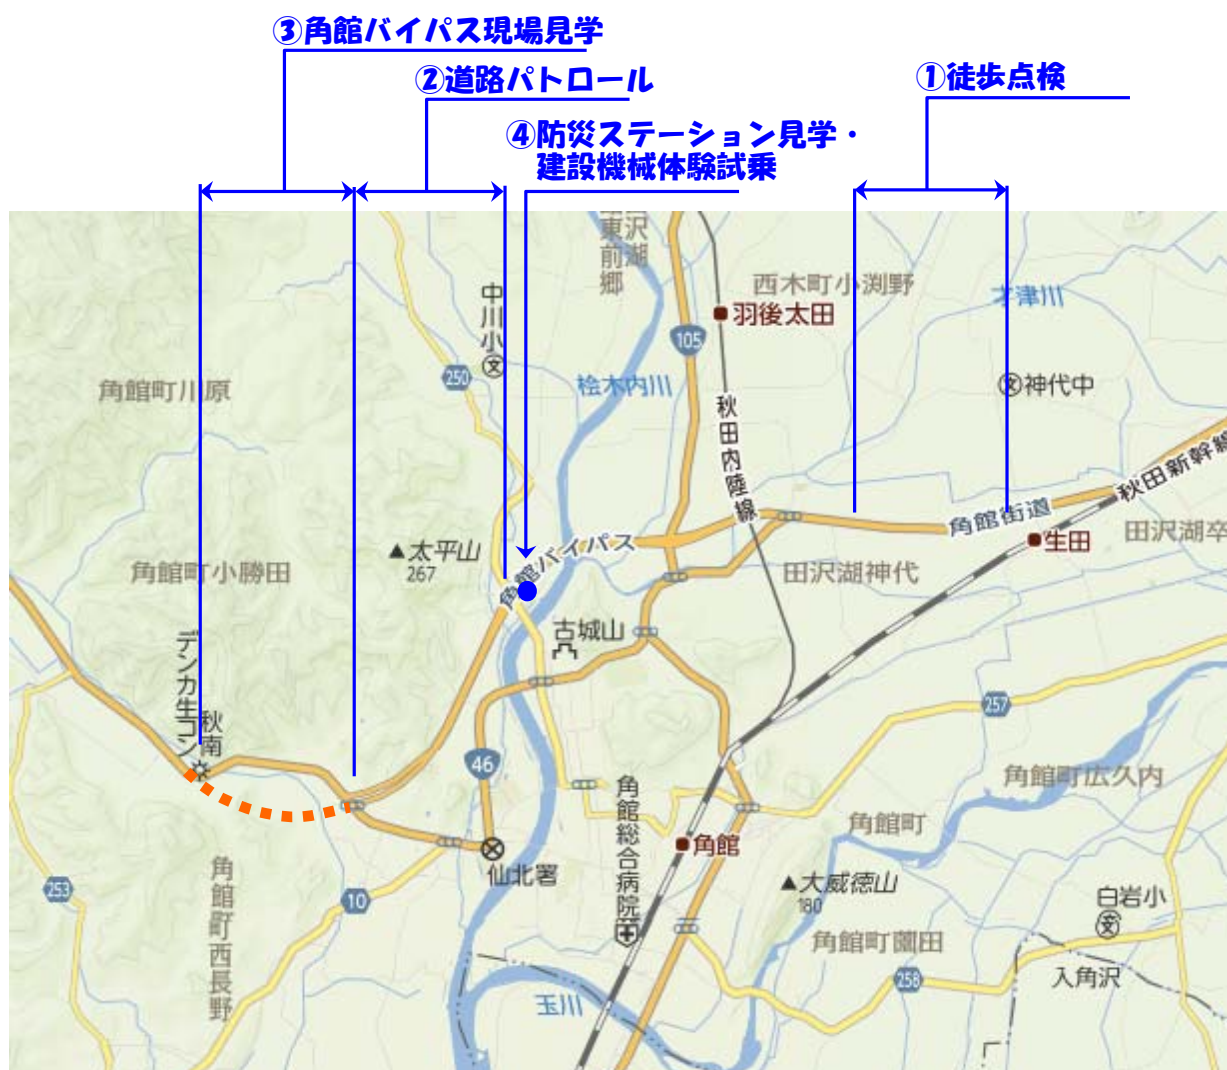 ③角館バイパス現場見学
②道路パトロール
①徒歩点検
④防災ステーション見学・
建設機械体験試乗
東前郷
沢湖
西木町小渕野
才津川
中川小
羽後太田
105
250
桧木内川
神代中
角館町川原
秋田内陸線
秋田新幹線
角館街道
生田
田沢湖卒
角館バイパス
太平山
267
角館町小勝田
田沢湖神代
古城山
デンカ生コン
秋南
257
46
角館町広久内
角館総合病院
角館町
角館
仙北署
大威徳山
180
253
10
角館町西長野
白岩小
角館町薗田
入角沢
258
玉川